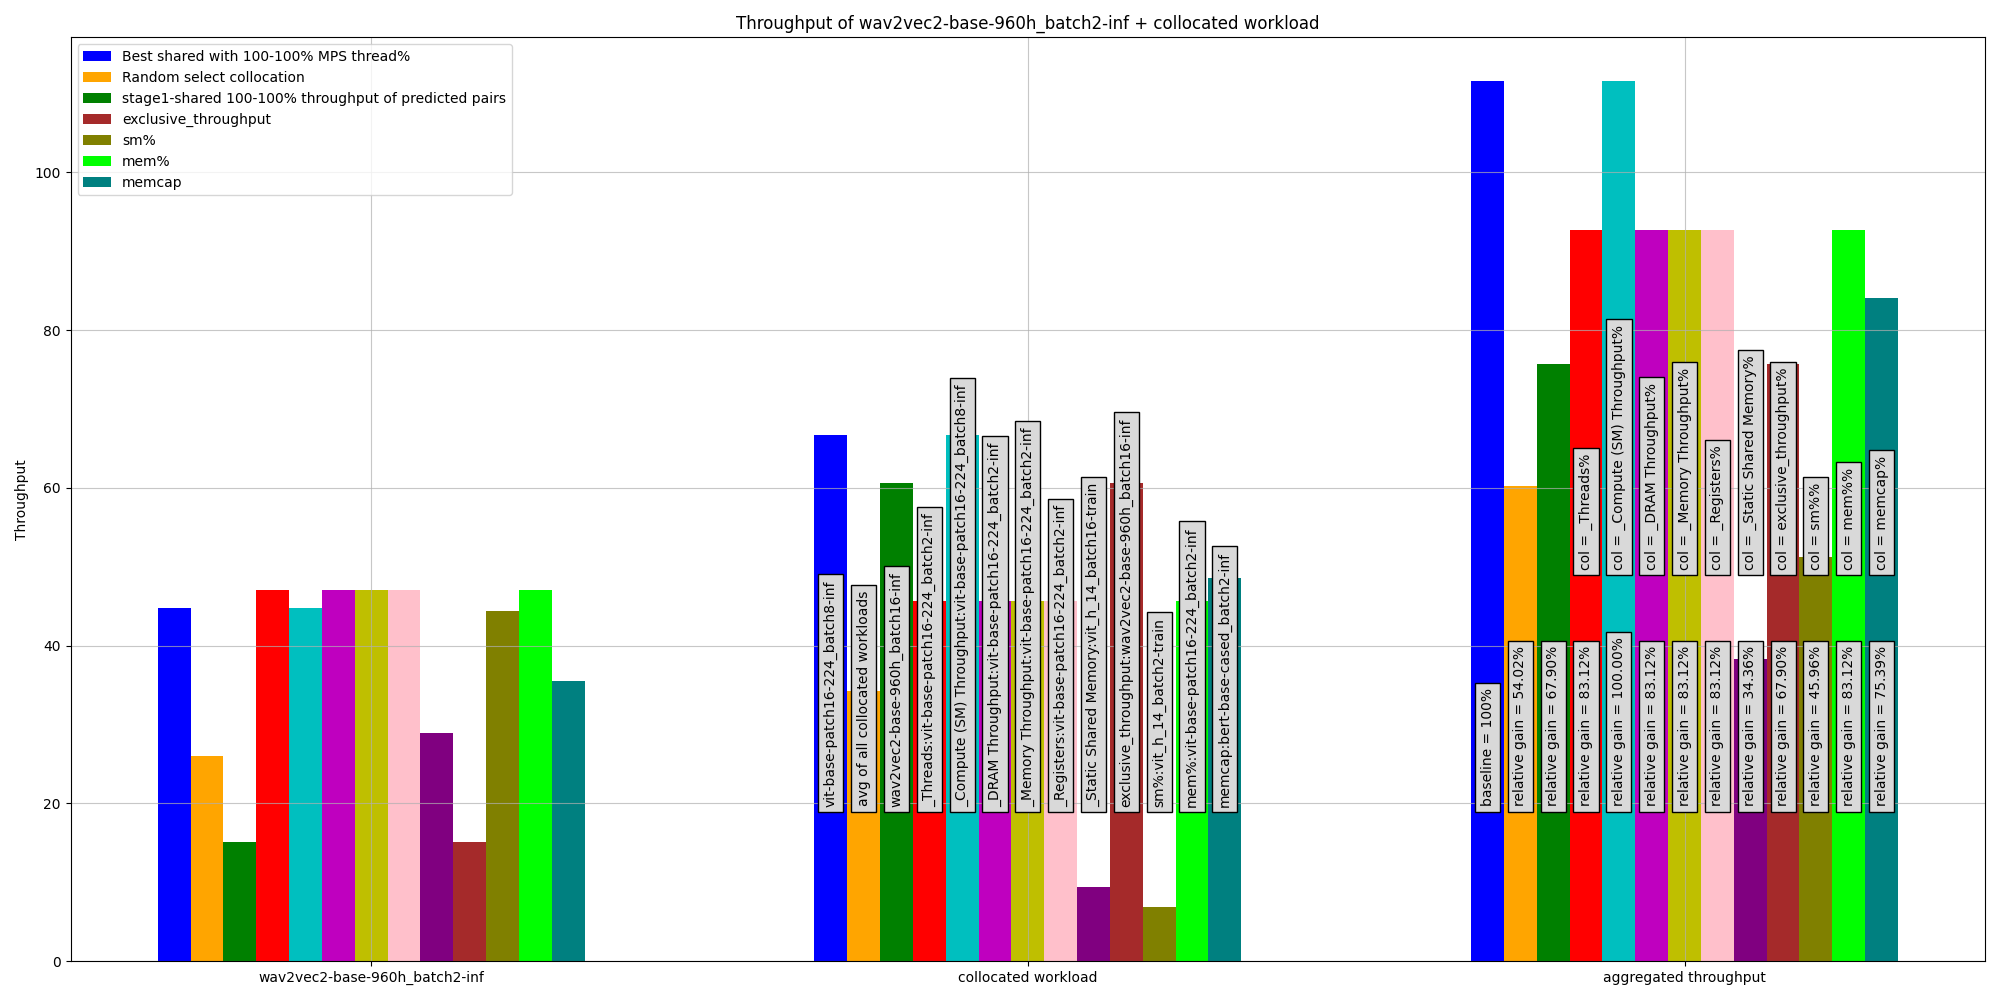 Throughput of wav2vec2-base-960h_batch2-inf + collocated workload
Best shared with 100-100% MPS thread%
Random select collocation
stage1-shared 100-100% throughput of predicted pairs
exclusive_throughput
sm%
mem%
memcap
Throughput
0
20
40
60
80
100
vit-base-patch16-224_batch8-inf
avg of all collocated workloads
wav2vec2-base-960h_batch16-inf
_Threads:vit-base-patch16-224_batch2-inf
_Compute (SM) Throughput:vit-base-patch16-224_batch8-inf
_DRAM Throughput:vit-base-patch16-224_batch2-inf
_Memory Throughput:vit-base-patch16-224_batch2-inf
_Registers:vit-base-patch16-224_batch2-inf
_Static Shared Memory:vit_h_14_batch16-train
exclusive_throughput:wav2vec2-base-960h_batch16-inf
sm%:vit_h_14_batch2-train
mem%:vit-base-patch16-224_batch2-inf
memcap:bert-base-cased_batch2-inf
col = _Threads%
col = _Compute (SM) Throughput%
col = _DRAM Throughput%
col = _Memory Throughput%
col = _Registers%
col = _Static Shared Memory%
col = exclusive_throughput%
col = sm%%
col = mem%%
col = memcap%
baseline = 100%
relative gain = 54.02%
relative gain = 67.90%
relative gain = 83.12%
relative gain = 100.00%
relative gain = 83.12%
relative gain = 83.12%
relative gain = 83.12%
relative gain = 34.36%
relative gain = 67.90%
relative gain = 45.96%
relative gain = 83.12%
relative gain = 75.39%
wav2vec2-base-960h_batch2-inf
collocated workload
aggregated throughput